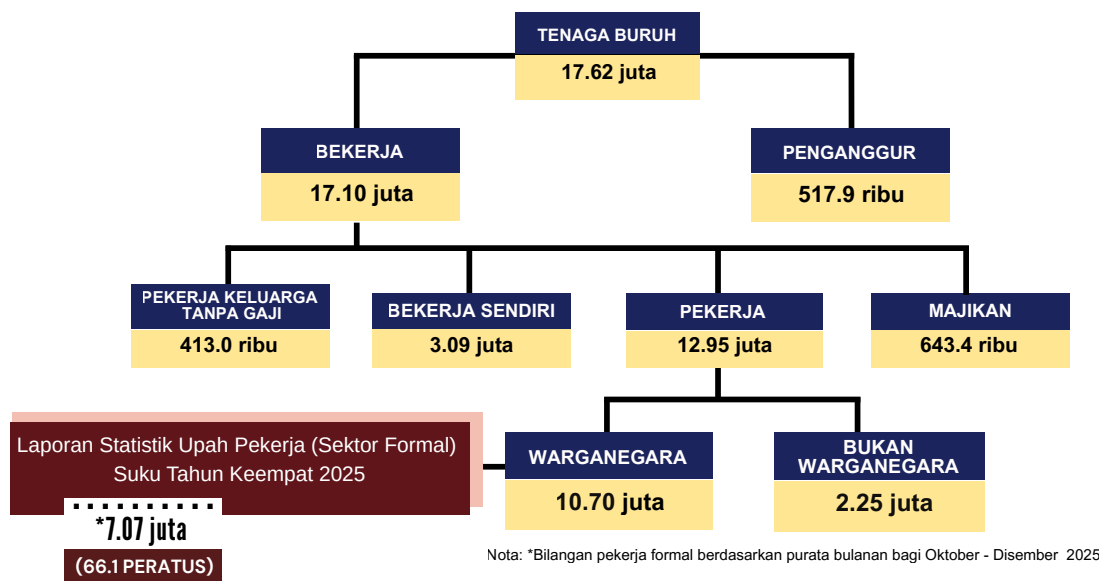 TENAGA BURUH
17.62 juta
BEKERJA
17.10 juta
PENGANGGUR
517.9 ribu
PEKERJA KELUARGA
TANPA GAJI
413.0 ribu
BEKERJA SENDIRI
3.09 juta
PEKERJA
12.95 juta
MAJIKAN
643.4 ribu
Laporan Statistik Upah Pekerja (Sektor Formal)
Suku Tahun Keempat 2025
*7.07 juta
(66.1 PERATUS)
WARGANEGARA
10.70 juta
BUKAN
WARGANEGARA
2.25 juta
Nota: *Bilangan pekerja formal berdasarkan purata bulanan bagi Oktober - Disember 2025